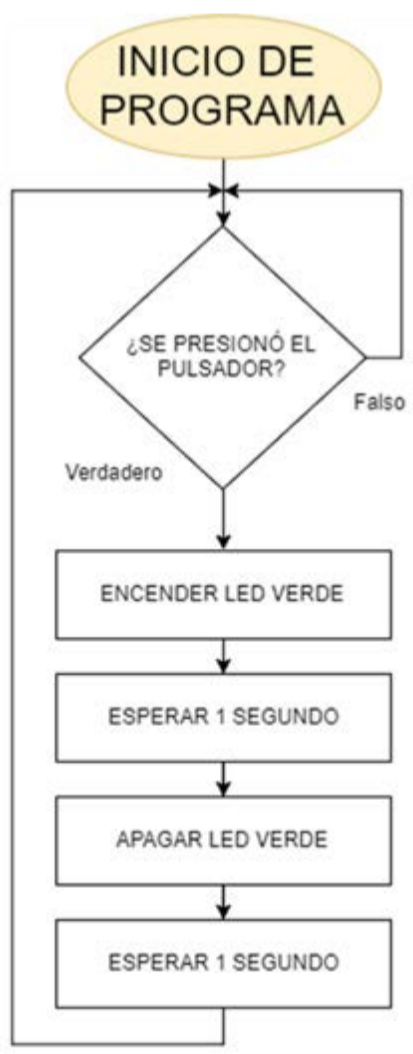 INICIO DE
PROGRAMA
¿SE PRESIONÓ EL
PULSADOR?
Falso
Verdadero
ENCENDER LED VERDE
ESPERAR 1 SEGUNDO
APAGAR LED VERDE
ESPERAR 1 SEGUNDO